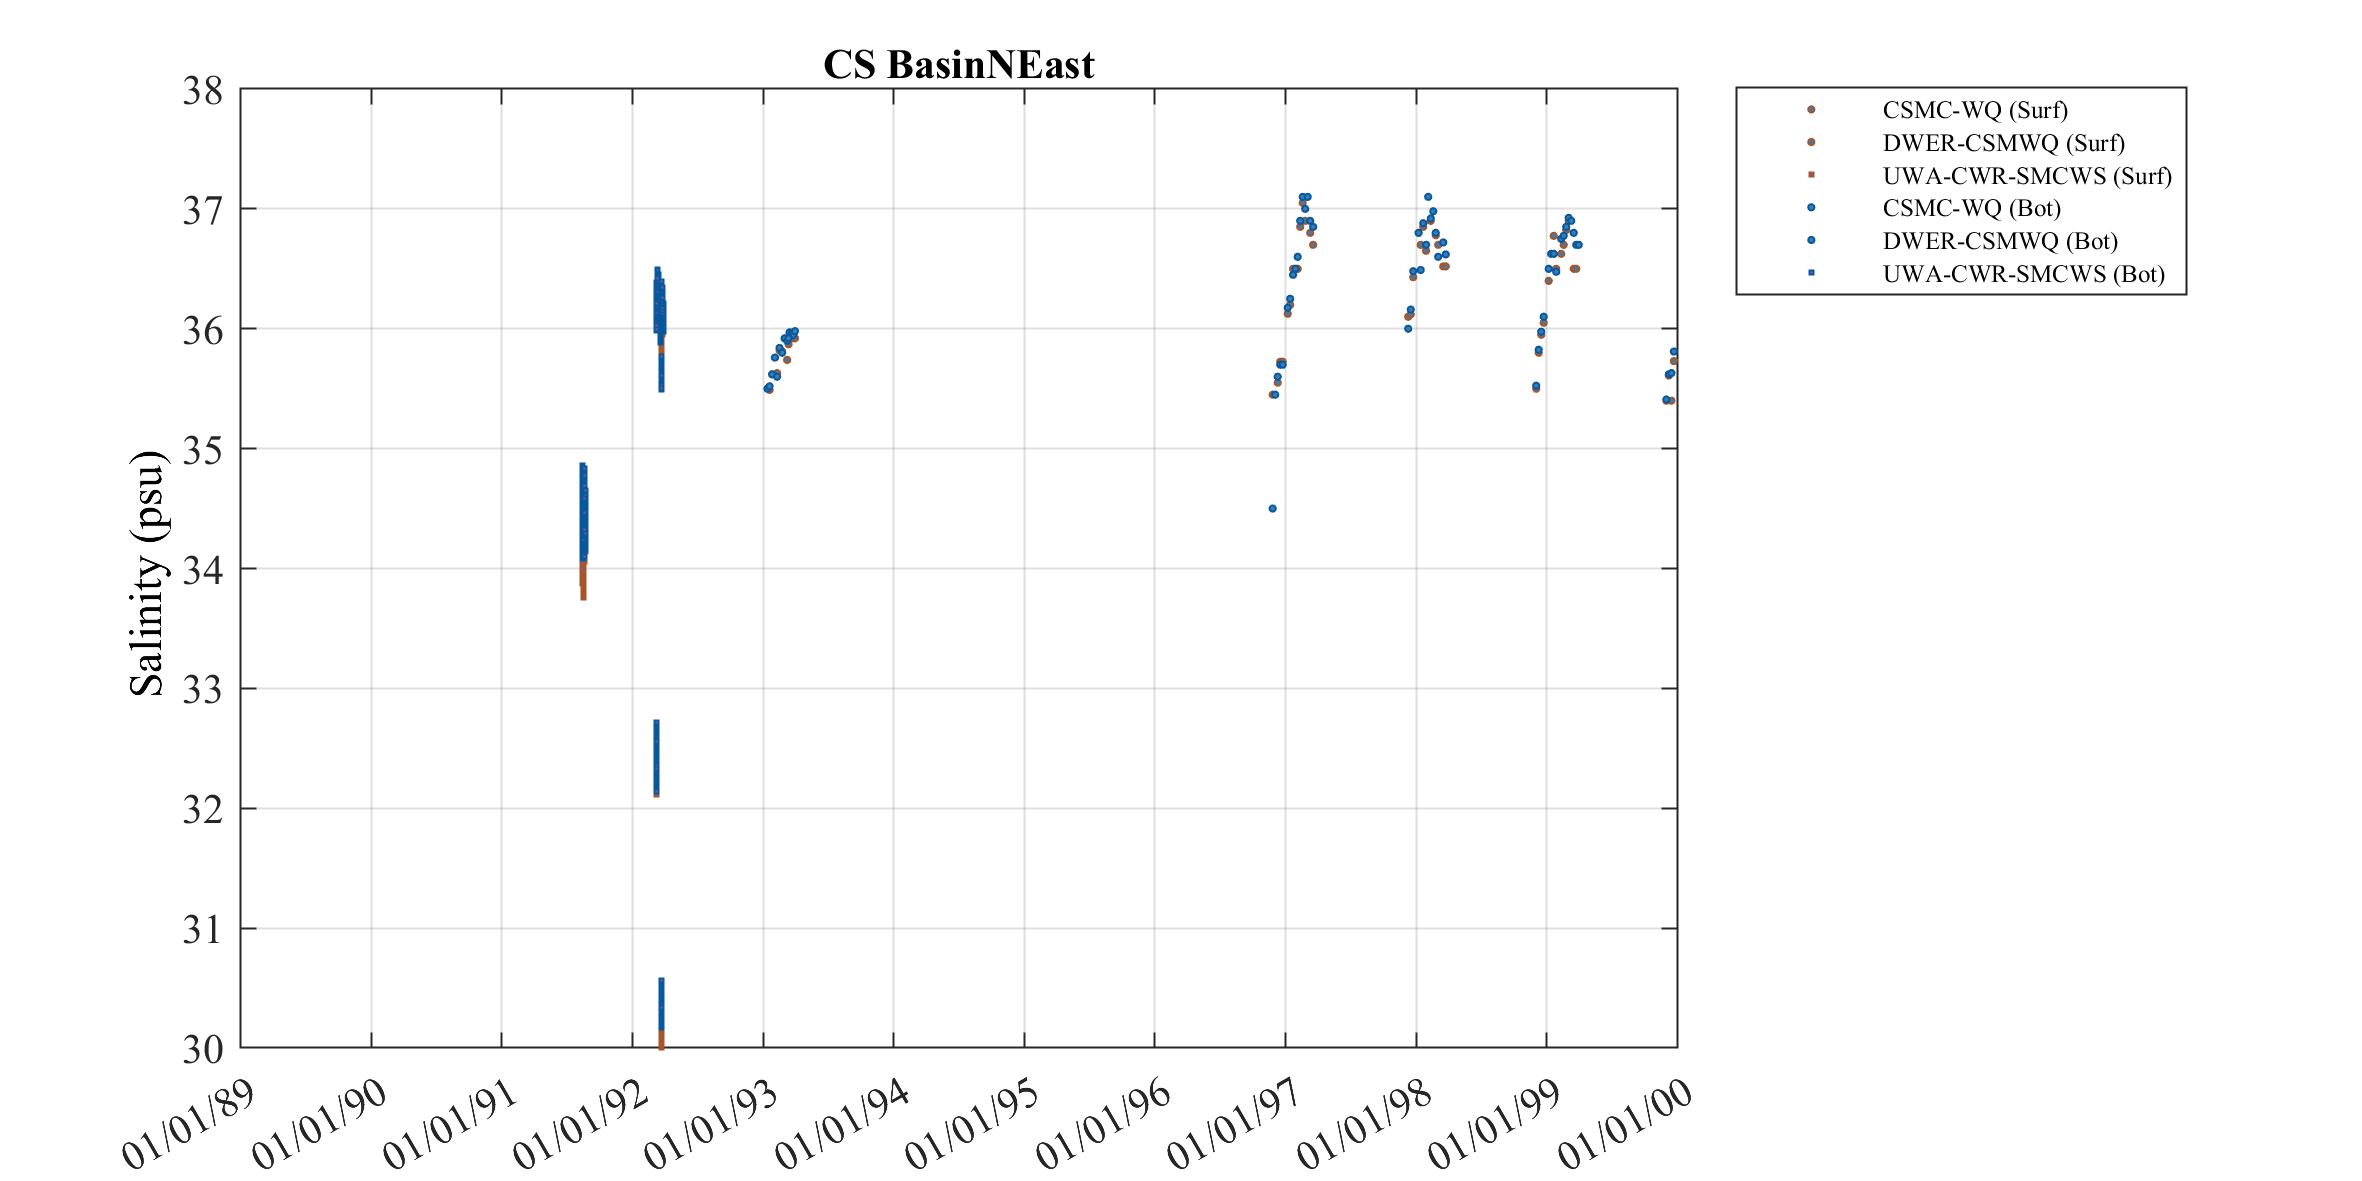 CS BasinNEast
38
37
36
35
34
33
32
31
30
Salinity (psu)
01/01/89
01/01/90
01/01/91
01/01/92
01/01/93
01/01/94
01/01/95
01/01/96
01/01/97
01/01/98
01/01/99
01/01/00
CSMC-WQ (Surf)
DWER-CSMWQ (Surf)
UWA-CWR-SMCWS (Surf)
CSMC-WQ (Bot)
DWER-CSMWQ (Bot)
UWA-CWR-SMCWS (Bot)